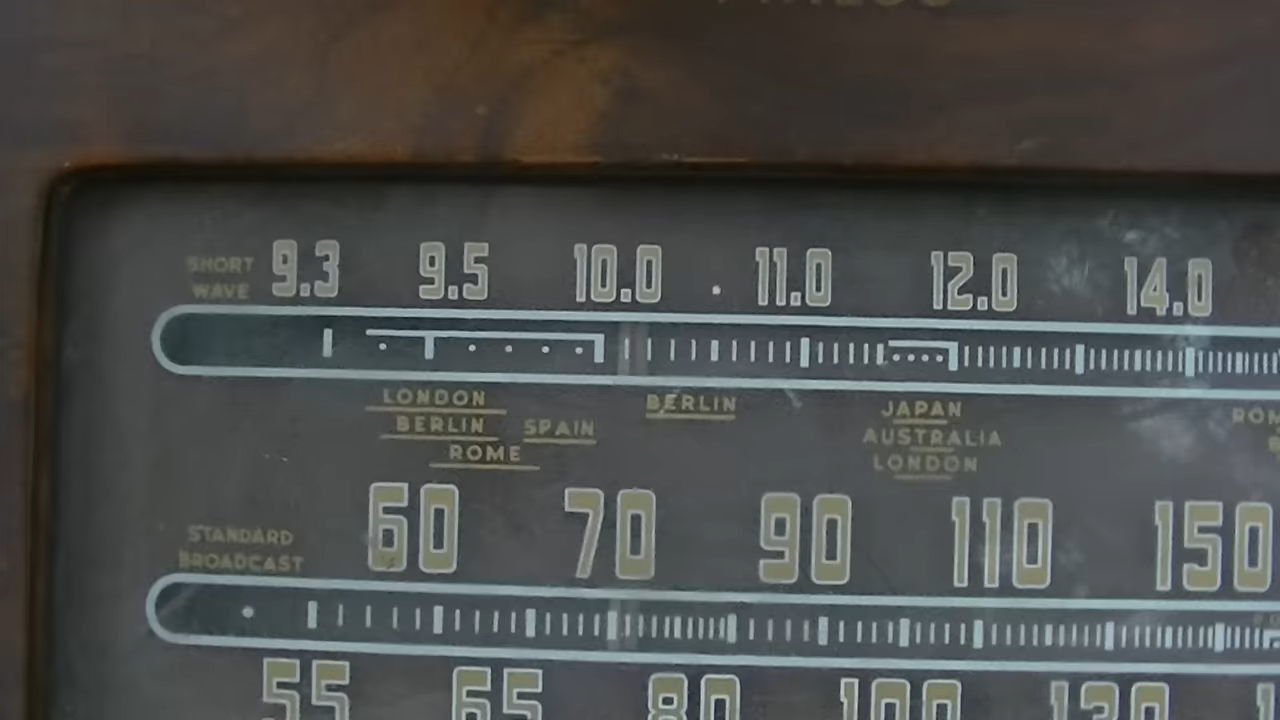 SHORT WAVE
9.3 9.5 10.0 11.0 12.0 14.0
LONDON
BERLIN
SPAIN
ROME
BERLIN
JAPAN
AUSTRALIA
LONDON
60 70 90 110 150
STANDARD
BROADCAST
55 65 80 100 130